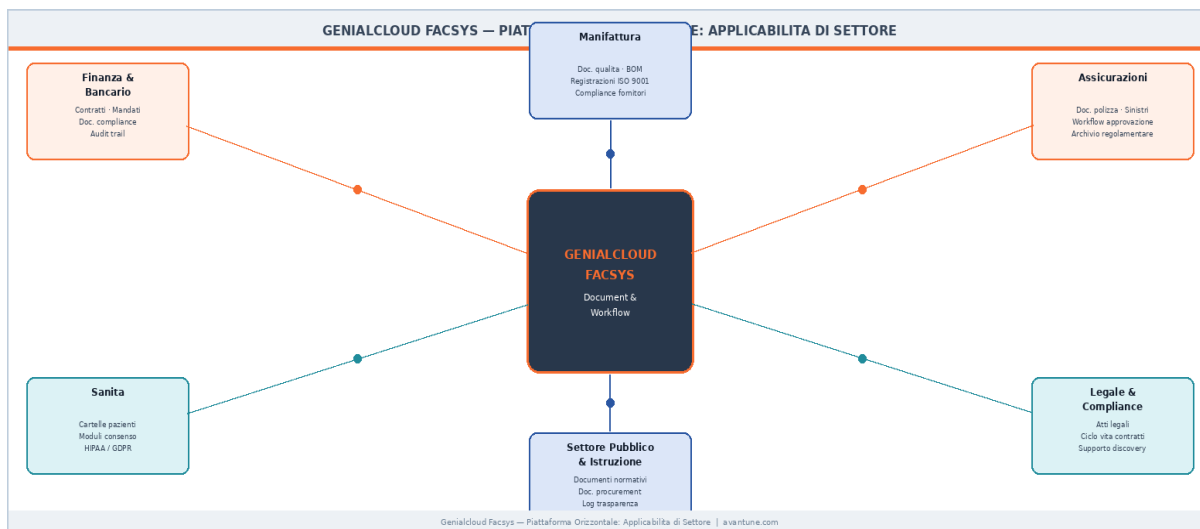 GENIALCLOUD FACSYS — PIAT E: APPLICABILITA DI SETTORE
Manifattura
Doc. qualita · BOM
Registrazioni ISO 9001
Compliance fornitori
Finanza &
Bancario
Contratti · Mandati
Doc. compliance
Audit trail
Assicurazioni
Doc. polizza · Sinistri
Workflow approvazione
Archivio regolamentare
GENIALCLOUD
FACSYS
Document &
Workflow
Sanita
Cartelle pazienti
Moduli consenso
HIPAA / GDPR
Legale &
Compliance
Atti legali
Ciclo vita contratti
Supporto discovery
Settore Pubblico
& Istruzione
Documenti normativi
Doc. procurement
Log trasparenza
Genialcloud Facsys — Piattaforma Orizzontale: Applicabilita di Settore | avantune.com